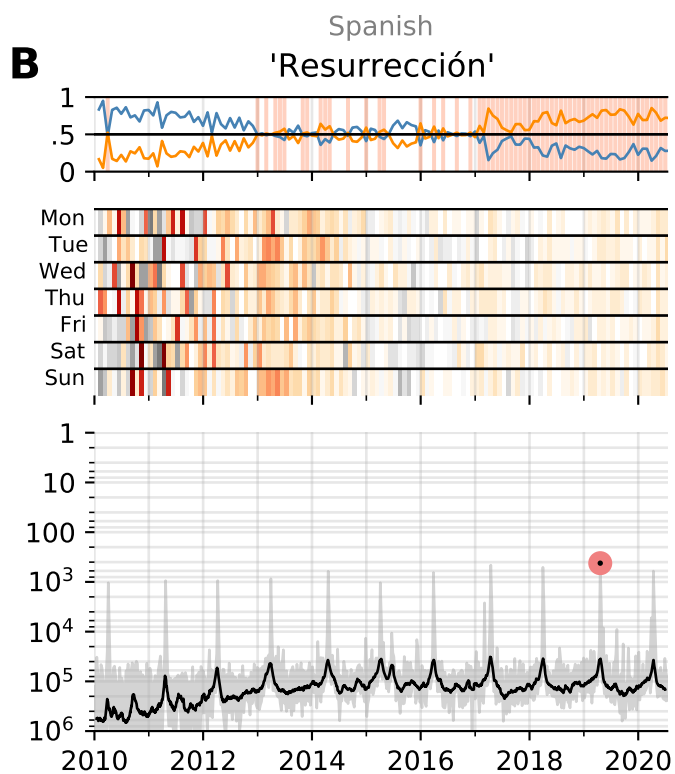 Spanish
B
'Resurrección'
1
.5
0
Mon
Tue
Wed
Thu
Fri
Sat
Sun
1
10
100
10³
10⁴
10⁵
10⁶
2010 2012 2014 2016 2018 2020